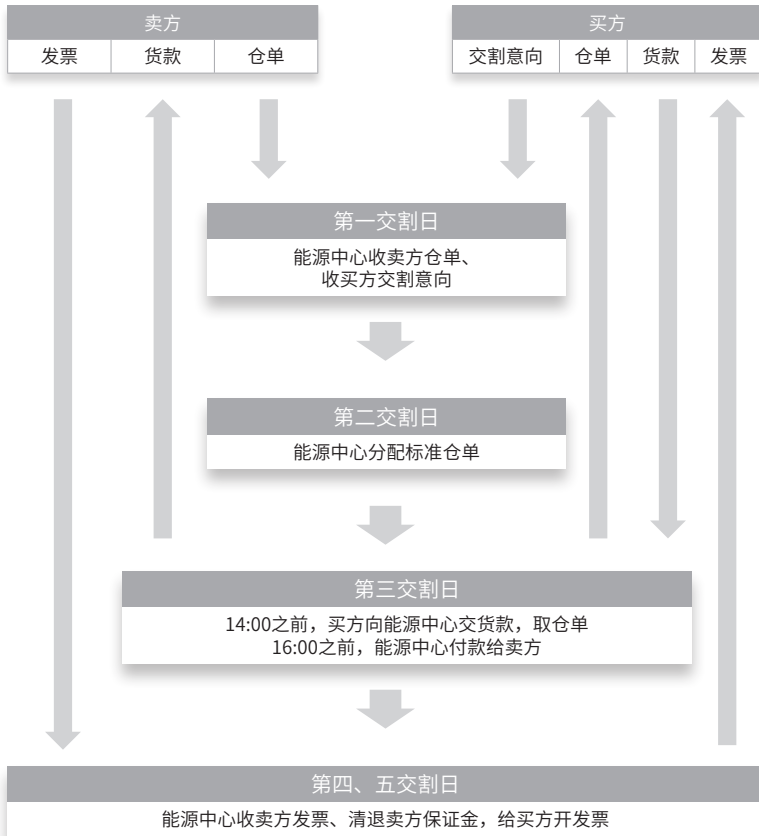 卖方
发票 货款 仓单
买方
交割意向 仓单 货款 发票
第一交割日
能源中心收卖方仓单、
收买方交割意向
第二交割日
能源中心分配标准仓单
第三交割日
14:00之前，买方向能源中心交货款，取仓单
16:00之前，能源中心付款给卖方
第四、五交割日
能源中心收卖方发票、清退卖方保证金，给买方开发票